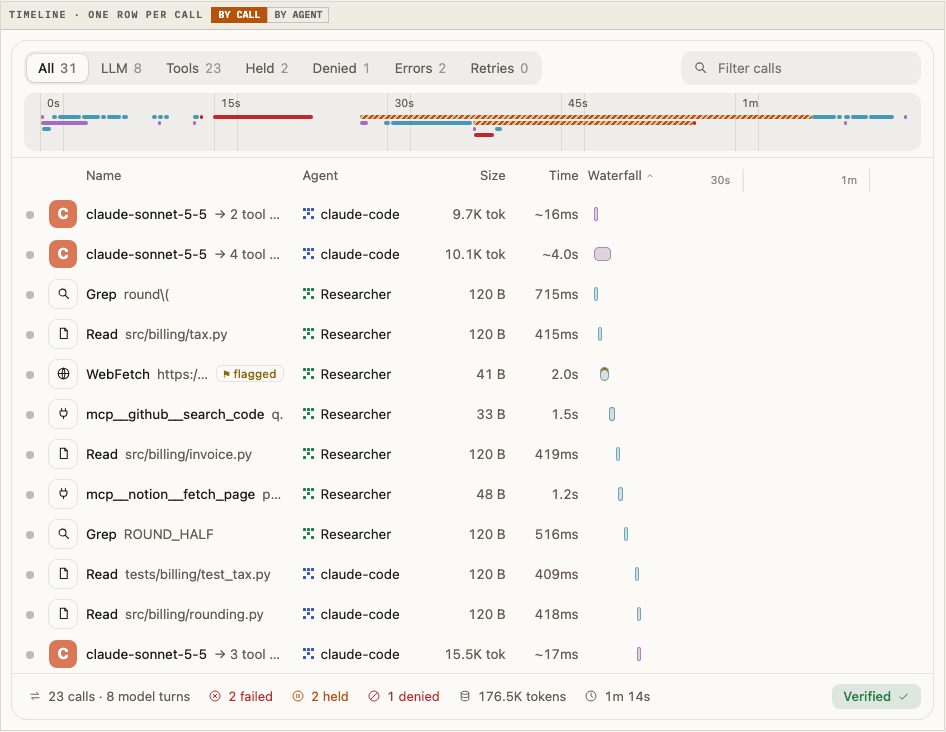 TIMELINE · ONE ROW PER CALL BY CALL BY AGENT
All 31 LLM 8 Tools 23 Held 2 Denied 1 Errors 2 Retries 0 Filter calls
0s 15s 30s 45s 1m
Name Agent Size Time Waterfall 30s 1m
C claude-sonnet-5-5 → 2 tool ... claude-code 9.7K tok ~16ms
C claude-sonnet-5-5 → 4 tool ... claude-code 10.1K tok ~4.0s
Grep round\( Researcher 120 B 715ms
Read src/billing/tax.py Researcher 120 B 415ms
WebFetch https:/... flagged Researcher 41 B 2.0s
mcp__github__search_code q. Researcher 33 B 1.5s
Read src/billing/invoice.py Researcher 120 B 419ms
mcp__notion__fetch_page p... Researcher 48 B 1.2s
Grep ROUND_HALF Researcher 120 B 516ms
Read tests/billing/test_tax.py claude-code 120 B 409ms
Read src/billing/rounding.py claude-code 120 B 418ms
C claude-sonnet-5-5 → 3 tool ... claude-code 15.5K tok ~17ms
23 calls · 8 model turns 2 failed 2 held 1 denied 176.5K tokens 1m 14s Verified ✓